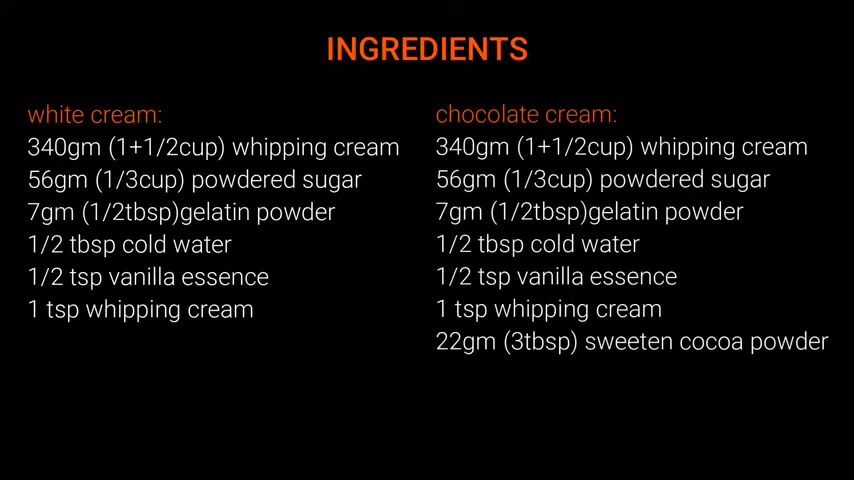 INGREDIENTS
white cream:
340gm (1+1/2cup) whipping cream
56gm (1/3cup) powdered sugar
7gm (1/2tbsp)gelatin powder
1/2 tbsp cold water
1/2 tsp vanilla essence
1 tsp whipping cream
chocolate cream:
340gm (1+1/2cup) whipping cream
56gm (1/3cup) powdered sugar
7gm (1/2tbsp)gelatin powder
1/2 tbsp cold water
1/2 tsp vanilla essence
1 tsp whipping cream
22gm (3tbsp) sweeten cocoa powder